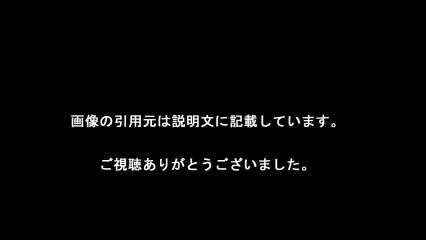 画像の引用元は説明文に記載しています。
ご視聴ありがとうございました。